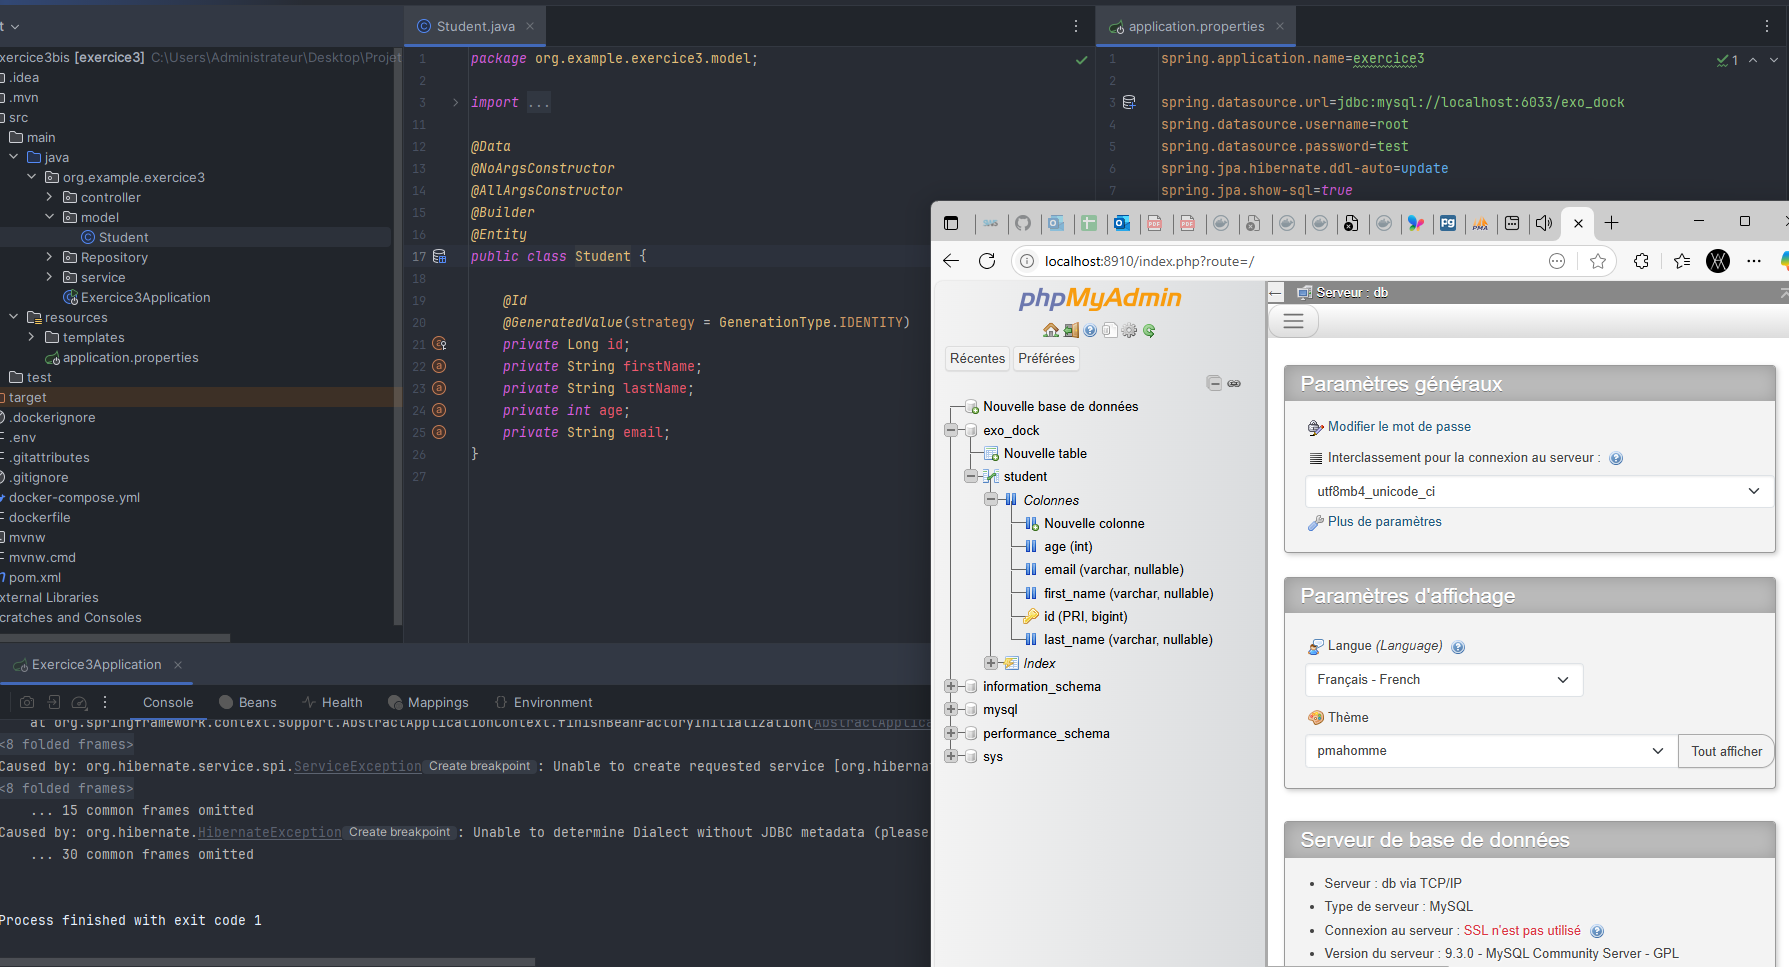 t
xercice3bis [exercice3] C:\Users\Administrateur\Desktop\Projet
.idea
.mvn
src
main
java
org.example.exercice3
controller
model
Student
Repository
service
Exercice3Application
resources
templates
application.properties
test
target
.dockerignore
.env
.gitattributes
.gitignore
docker-compose.yml
dockerfile
mvnw
mvnw.cmd
pom.xml
xternal Libraries
cratches and Consoles
Student.java
1 package org.example.exercice3.model;
2
3 import ...
11
12 @Data
13 @NoArgsConstructor
14 @AllArgsConstructor
15 @Builder
16 @Entity
17 public class Student {
18
19 @Id
20 @GeneratedValue(strategy = GenerationType.IDENTITY)
21 private Long id;
22 private String firstName;
23 private String lastName;
24 private int age;
25 private String email;
26 }
27
application.properties
1 spring.application.name=exercice3
1
2
3 spring.datasource.url=jdbc:mysql://localhost:6033/exo_dock
4 spring.datasource.username=root
5 spring.datasource.password=test
6 spring.jpa.hibernate.ddl-auto=update
7 spring.jpa.show-sql=true
Exercice3Application
Console Beans Health Mappings Environment
at org.springframework.context.support.AbstractApplicationContext.finishBeanFactoryInitialization(AbstractApplica
<8 folded frames>
Caused by: org.hibernate.service.spi.ServiceException Create breakpoint : Unable to create requested service [org.hiberna
<8 folded frames>
... 15 common frames omitted
Caused by: org.hibernate.HibernateException Create breakpoint : Unable to determine Dialect without JDBC metadata (please
... 30 common frames omitted
Process finished with exit code 1
localhost:8910/index.php?route=/
phpMyAdmin
Récentes Préférées
Nouvelle base de données
exo_dock
Nouvelle table
student
Colonnes
Nouvelle colonne
age (int)
email (varchar, nullable)
first_name (varchar, nullable)
id (PRI, bigint)
last_name (varchar, nullable)
Index
information_schema
mysql
performance_schema
sys
Serveur : db
Paramètres généraux
Modifier le mot de passe
Interclassement pour la connexion au serveur :
utf8mb4_unicode_ci
Plus de paramètres
Paramètres d'affichage
Langue (Language)
Français - French
Thème
pmahomme
Tout afficher
Serveur de base de données
Serveur : db via TCP/IP
Type de serveur : MySQL
Connexion au serveur : SSL n'est pas utilisé
Version du serveur : 9.3.0 - MySQL Community Server - GPL